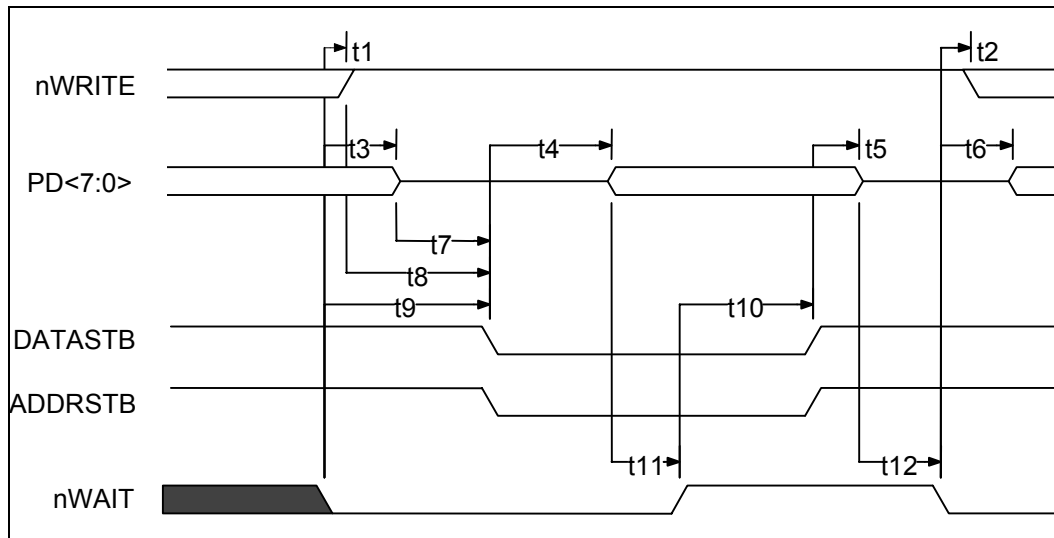 t1 t2
nWRITE
t3 t4 t5 t6
PD<7:0>
t7
t8
t9 t10
DATASTB
ADDRSTB
t11 t12
nWAIT